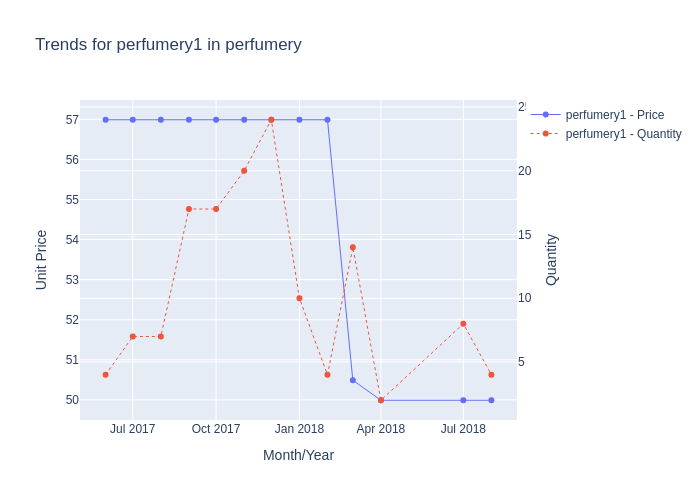 Trends for perfumery1 in perfumery
perfumery1 - Price
perfumery1 - Quantity
57
56
55
54
53
52
51
50
25
20
15
10
5
Unit Price
Quantity
Jul 2017
Oct 2017
Jan 2018
Apr 2018
Jul 2018
Month/Year